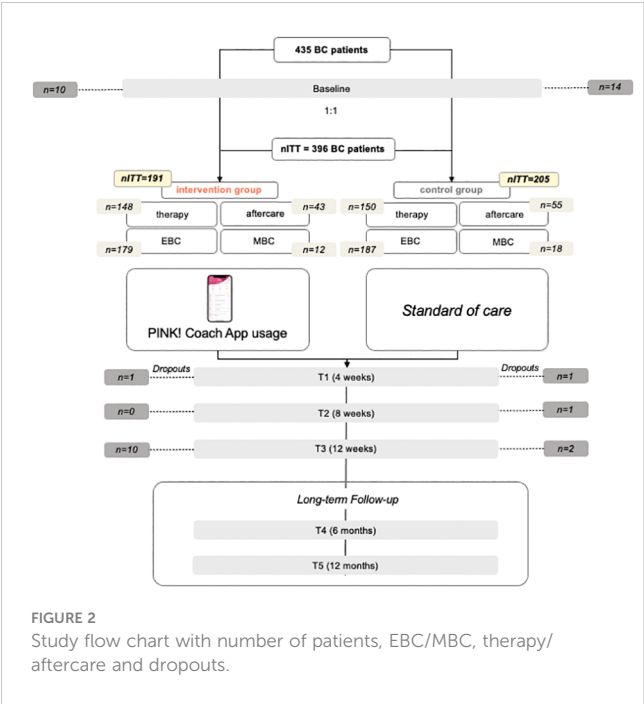 435 BC patients
n=10
Baseline
n=14
1:1
nITT = 396 BC patients
nITT=191
intervention group
nITT=205
control group
n=148
therapy
aftercare
n=43
n=150
therapy
aftercare
n=55
n=179
EBC
MBC
n=12
n=187
EBC
MBC
n=18
PINK! Coach App usage
Standard of care
n=1
Dropouts
T1 (4 weeks)
Dropouts
n=1
n=0
T2 (8 weeks)
n=1
n=10
T3 (12 weeks)
n=2
Long-term Follow-up
T4 (6 months)
T5 (12 months)
FIGURE 2
Study flow chart with number of patients, EBC/MBC, therapy/
aftercare and dropouts.